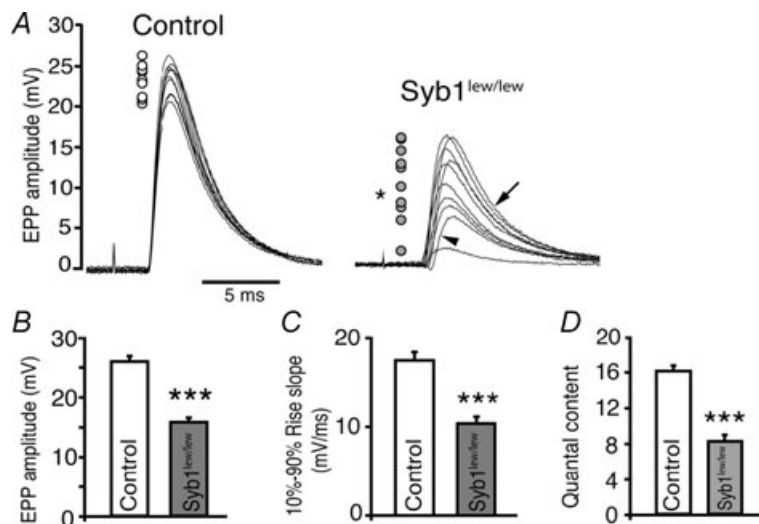 A
Control
Syb1lew/lew
EPP amplitude (mV)
30
25
20
15
10
5
0
*
5 ms
B
EPP amplitude (mV)
30
20
10
0
***
Control
Syb1lew/lew
C
10%-90% Rise slope
(mV/ms)
20
10
0
***
Control
Syb1lew/lew
D
Quantal content
20
16
12
8
4
0
***
Control
Syb1lew/lew